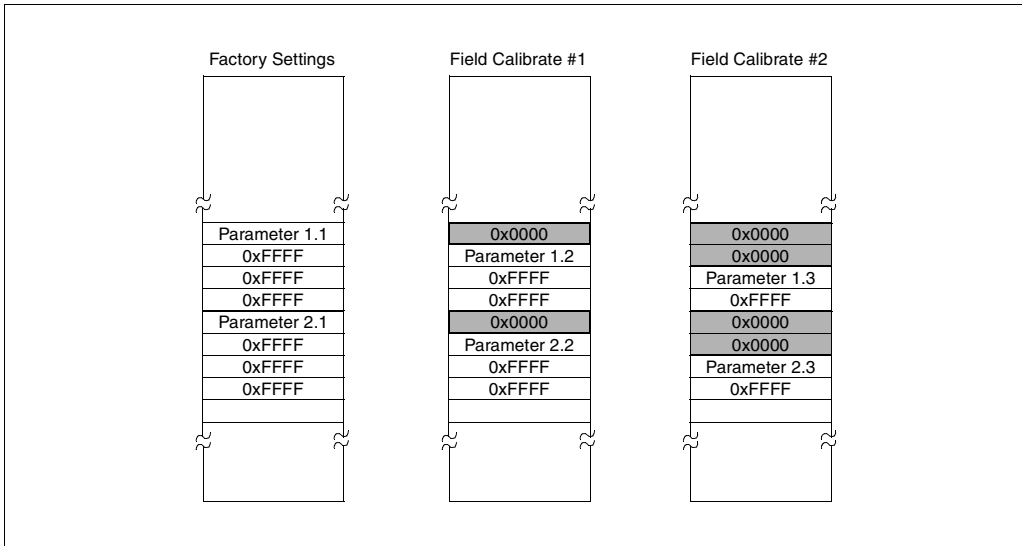 Factory Settings
Parameter 1.1
0xFFFF
0xFFFF
0xFFFF
Parameter 2.1
0xFFFF
0xFFFF
0xFFFF
Field Calibrate #1
0x0000
Parameter 1.2
0xFFFF
0xFFFF
0x0000
Parameter 2.2
0xFFFF
0xFFFF
Field Calibrate #2
0x0000
0x0000
Parameter 1.3
0xFFFF
0x0000
0x0000
Parameter 2.3
0xFFFF